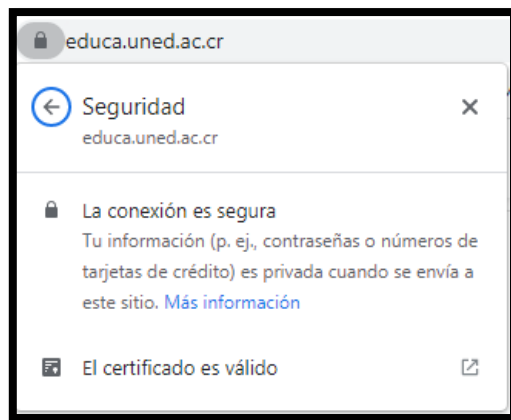 educa.uned.ac.cr
Seguridad
educa.uned.ac.cr
La conexión es segura
Tu información (p. ej., contraseñas o números de
tarjetas de crédito) es privada cuando se envía a
este sitio. Más información
El certificado es válido